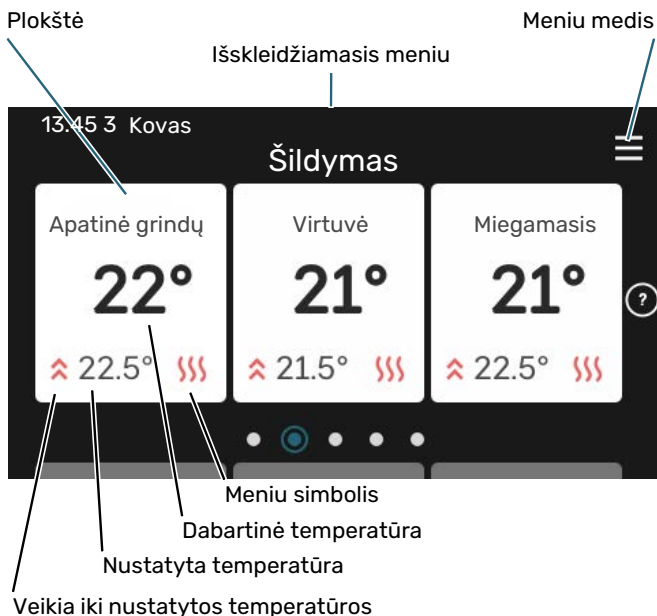 Plokštė
Meniu medis
Išskleidžiamasis meniu
13.45 3 Kovas
Šildymas
Apatinė grindų
Virtuvė
Miegamasis
22°
21°
21°
?
22.5°
21.5°
22.5°
Meniu simbolis
Dabartinė temperatūra
Nustatyta temperatūra
Veikia iki nustatytos temperatūros